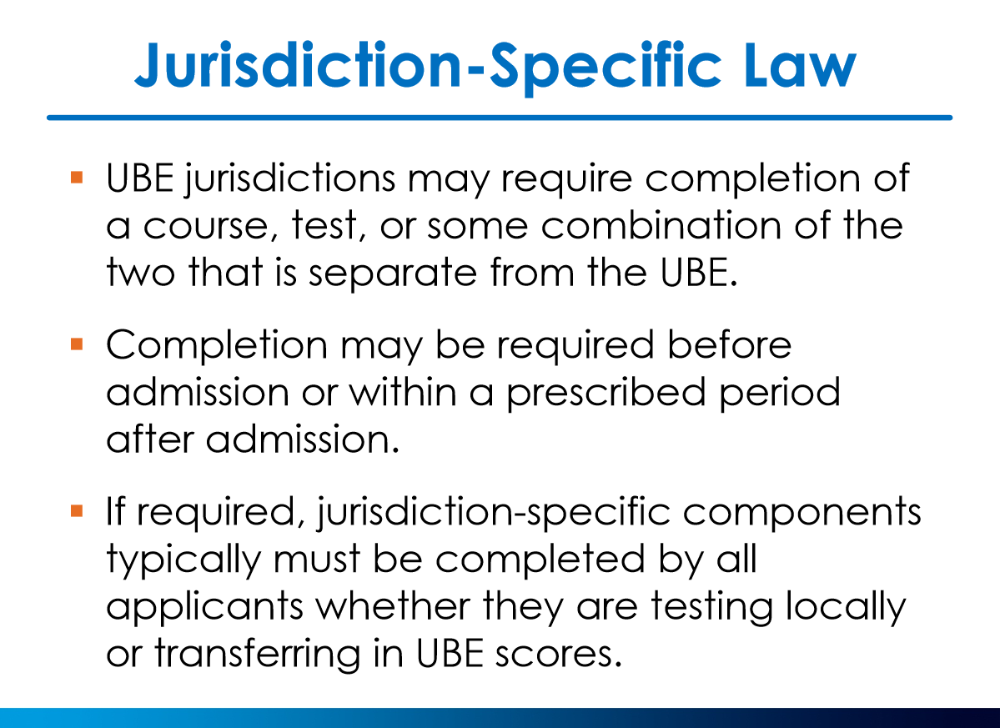 Jurisdiction-Specific Law
▪ UBE jurisdictions may require completion of
a course, test, or some combination of the
two that is separate from the UBE.
▪ Completion may be required before
admission or within a prescribed period
after admission.
▪ If required, jurisdiction-specific components
typically must be completed by all
applicants whether they are testing locally
or transferring in UBE scores.